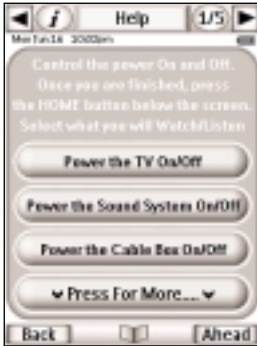 i Help 1/5
Mon Jun 16 10:00pm
Control the power On and Off.
Once you are finished, press
the HOME button below the screen.
Select what you will Watch/Listen
Power the TV On/Off
Power the Sound System On/Off
Power the Cable Box On/Off
Press For More....
Back Ahead